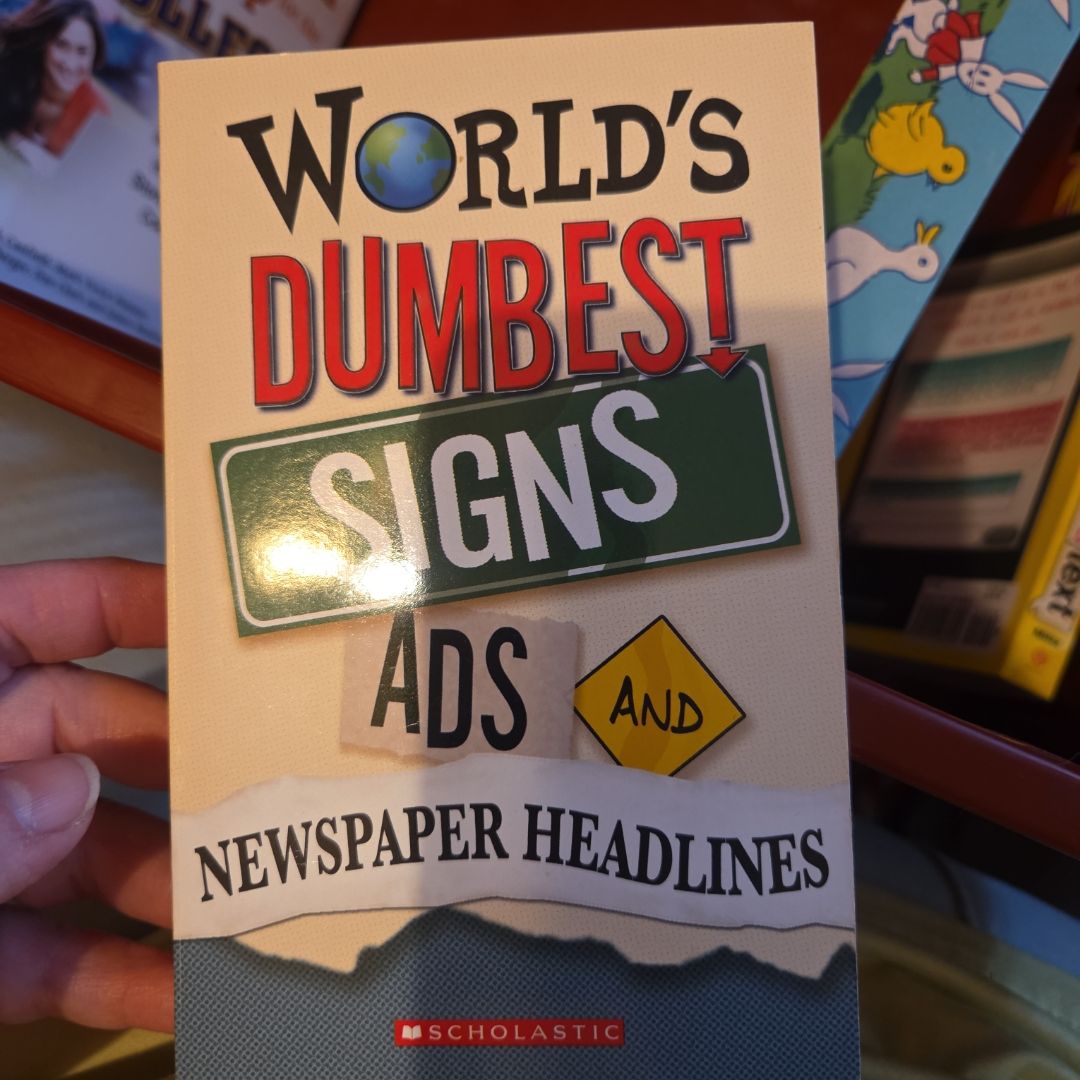 WORLD'S
DUMBEST
SIGNS
ADS AND
NEWSPAPER HEADLINES
SCHOLASTIC